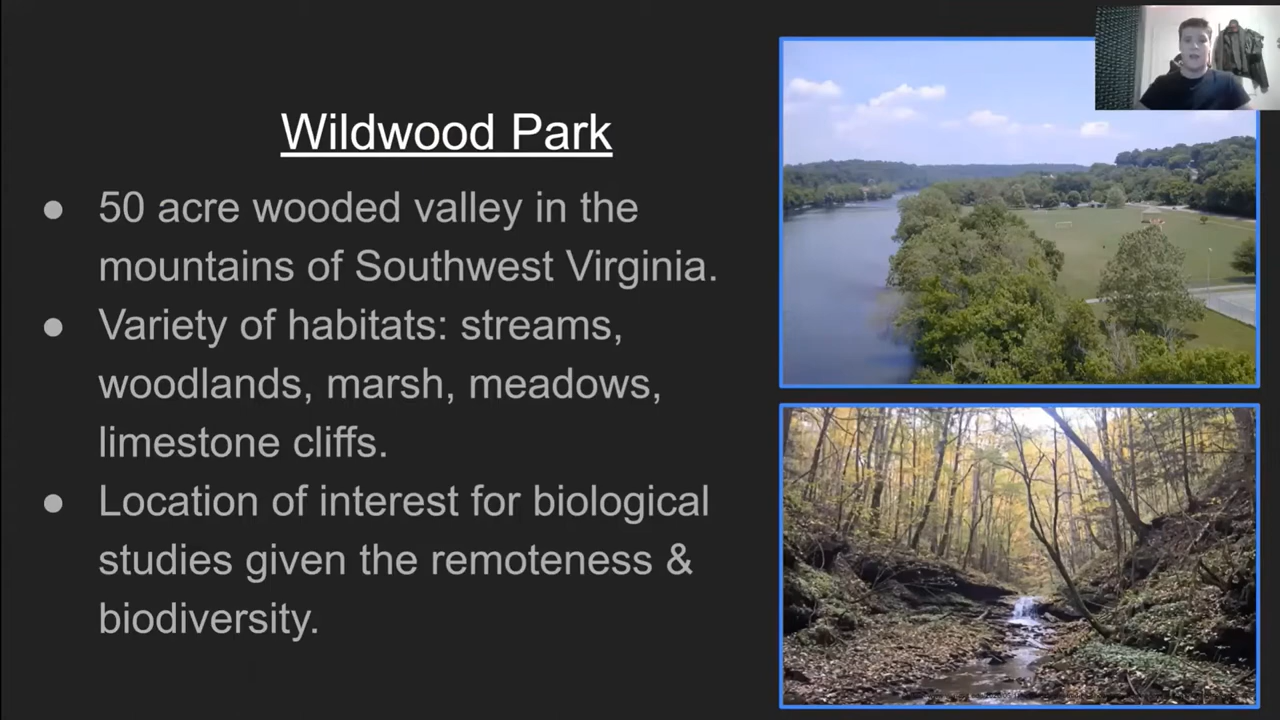 Wildwood Park
● 50 acre wooded valley in the
mountains of Southwest Virginia.
● Variety of habitats: streams,
woodlands, marsh, meadows,
limestone cliffs.
● Location of interest for biological
studies given the remoteness &
biodiversity.